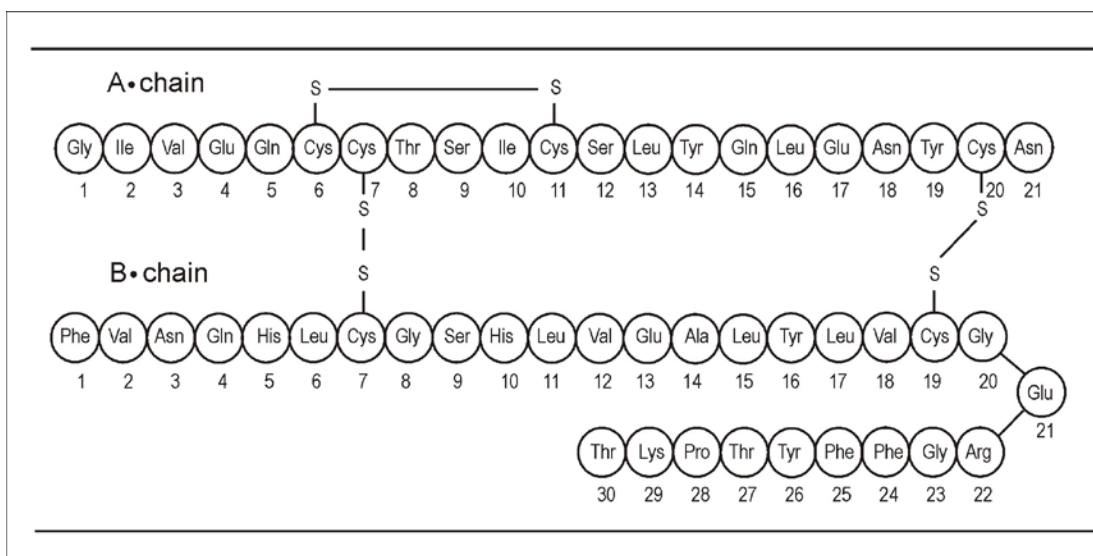 A•chain
S S
Gly Ile Val Glu Gln Cys Cys Thr Ser Ile Cys Ser Leu Tyr Gln Leu Glu Asn Tyr Cys Asn
1 2 3 4 5 6 7 8 9 10 11 12 13 14 15 16 17 18 19 20 21
S S
B•chain
S S
Phe Val Asn Gln His Leu Cys Gly Ser His Leu Val Glu Ala Leu Tyr Leu Val Cys Gly
1 2 3 4 5 6 7 8 9 10 11 12 13 14 15 16 17 18 19 20
Glu
21
Thr Lys Pro Thr Tyr Phe Phe Gly Arg
30 29 28 27 26 25 24 23 22